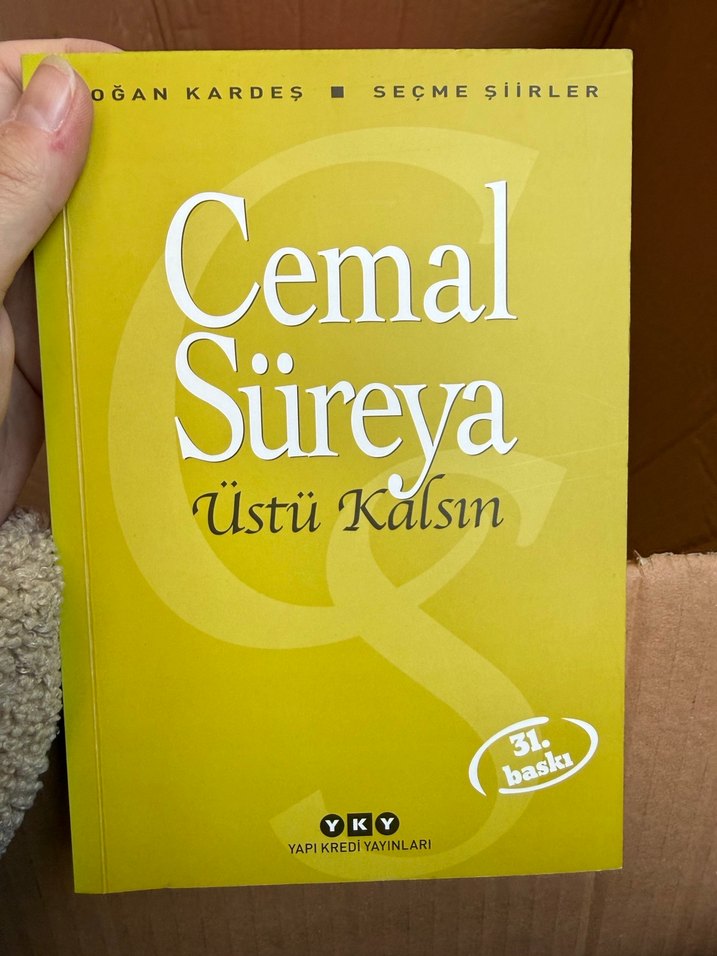 OĞAN KARDEŞ ■ SEÇME ŞİİRLER
Cemal
Süreya
Üstü Kalsın
31.
baskı
YKY
YAPI KREDİ YAYINLARI